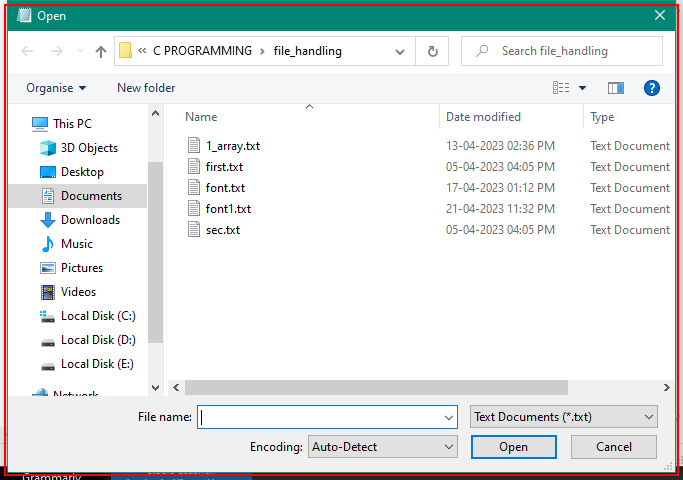 Open
« C PROGRAMMING > file_handling
Search file_handling
Organise
New folder
This PC
3D Objects
Desktop
Documents
Downloads
Music
Pictures
Videos
Local Disk (C:)
Local Disk (D:)
Local Disk (E:)
Network
Name Date modified Type
1_array.txt 13-04-2023 02:36 PM Text Document
first.txt 05-04-2023 04:05 PM Text Document
font.txt 17-04-2023 01:12 PM Text Document
font1.txt 21-04-2023 11:32 PM Text Document
sec.txt 05-04-2023 04:05 PM Text Document
File name:
Text Documents (*.txt)
Encoding: Auto-Detect
Open
Cancel
Grammarly